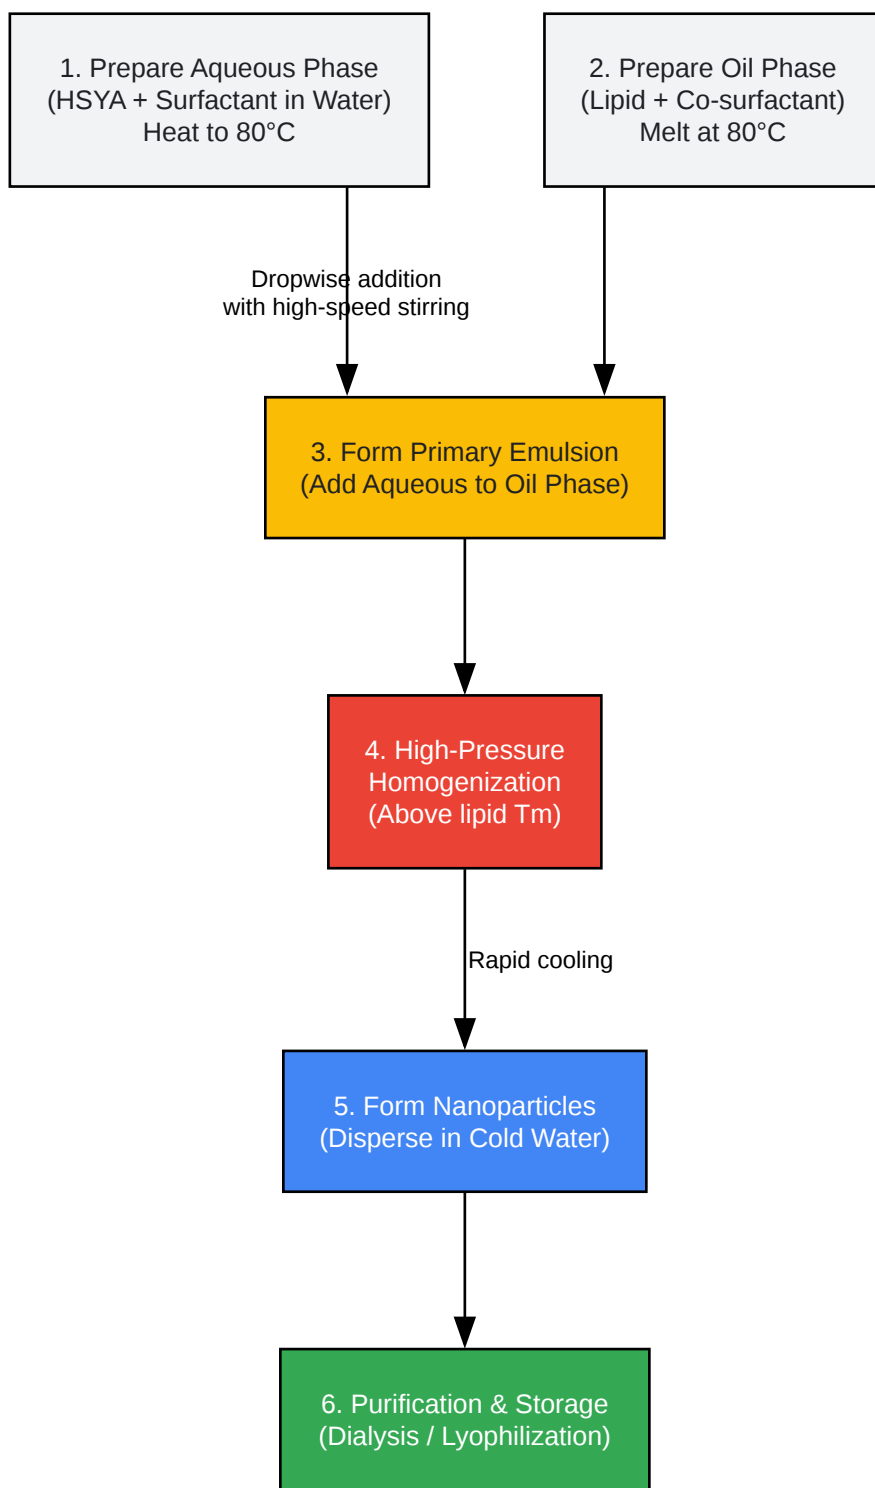 1. Prepare Aqueous Phase
(HSYA + Surfactant in Water)
Heat to 80°C
2. Prepare Oil Phase
(Lipid + Co-surfactant)
Melt at 80°C
Dropwise addition
with high-speed stirring
3. Form Primary Emulsion
(Add Aqueous to Oil Phase)
4. High-Pressure
Homogenization
(Above lipid Tm)
Rapid cooling
5. Form Nanoparticles
(Disperse in Cold Water)
6. Purification & Storage
(Dialysis / Lyophilization)